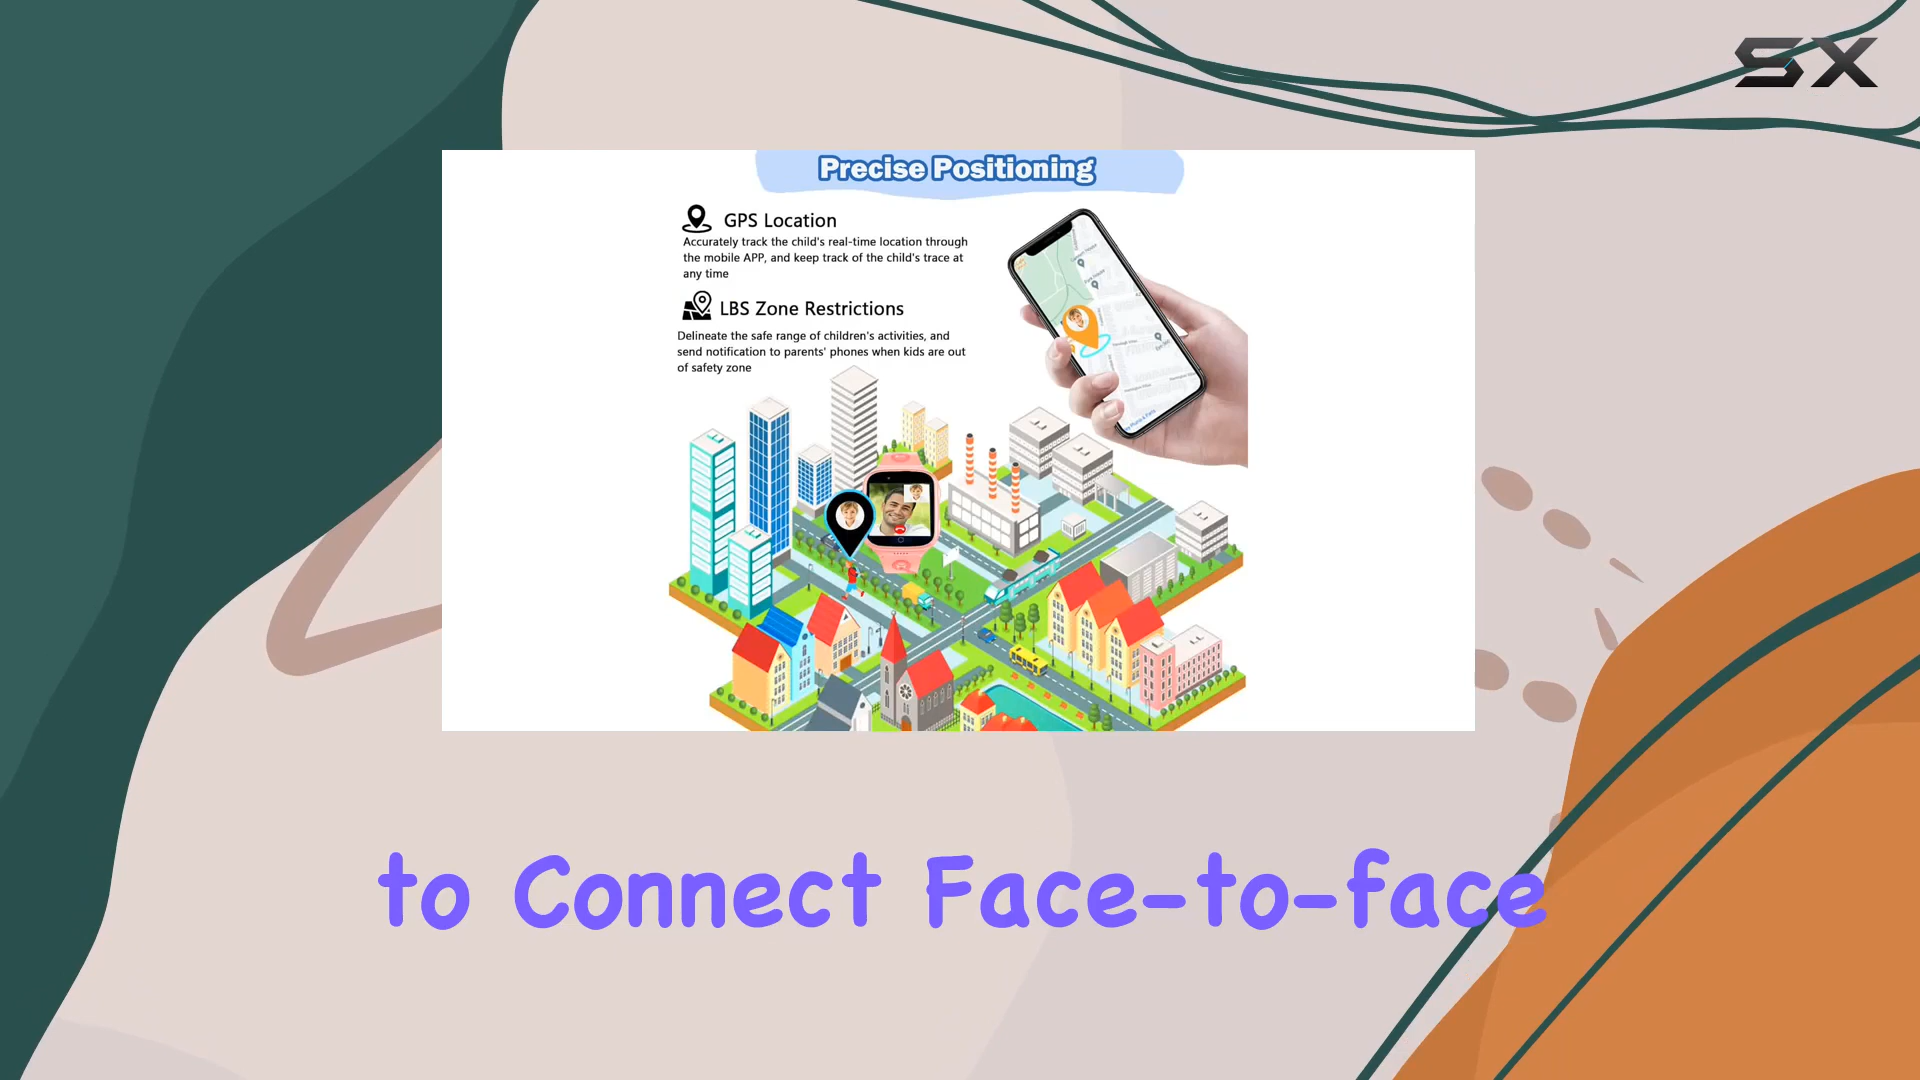 SX
Precise Positioning
GPS Location
Accurately track the child's real-time location through
the mobile APP, and keep track of the child's trace at
any time
LBS Zone Restrictions
Delineate the safe range of children's activities, and
send notification to parents' phones when kids are out
of safety zone
to Connect Face-to-face